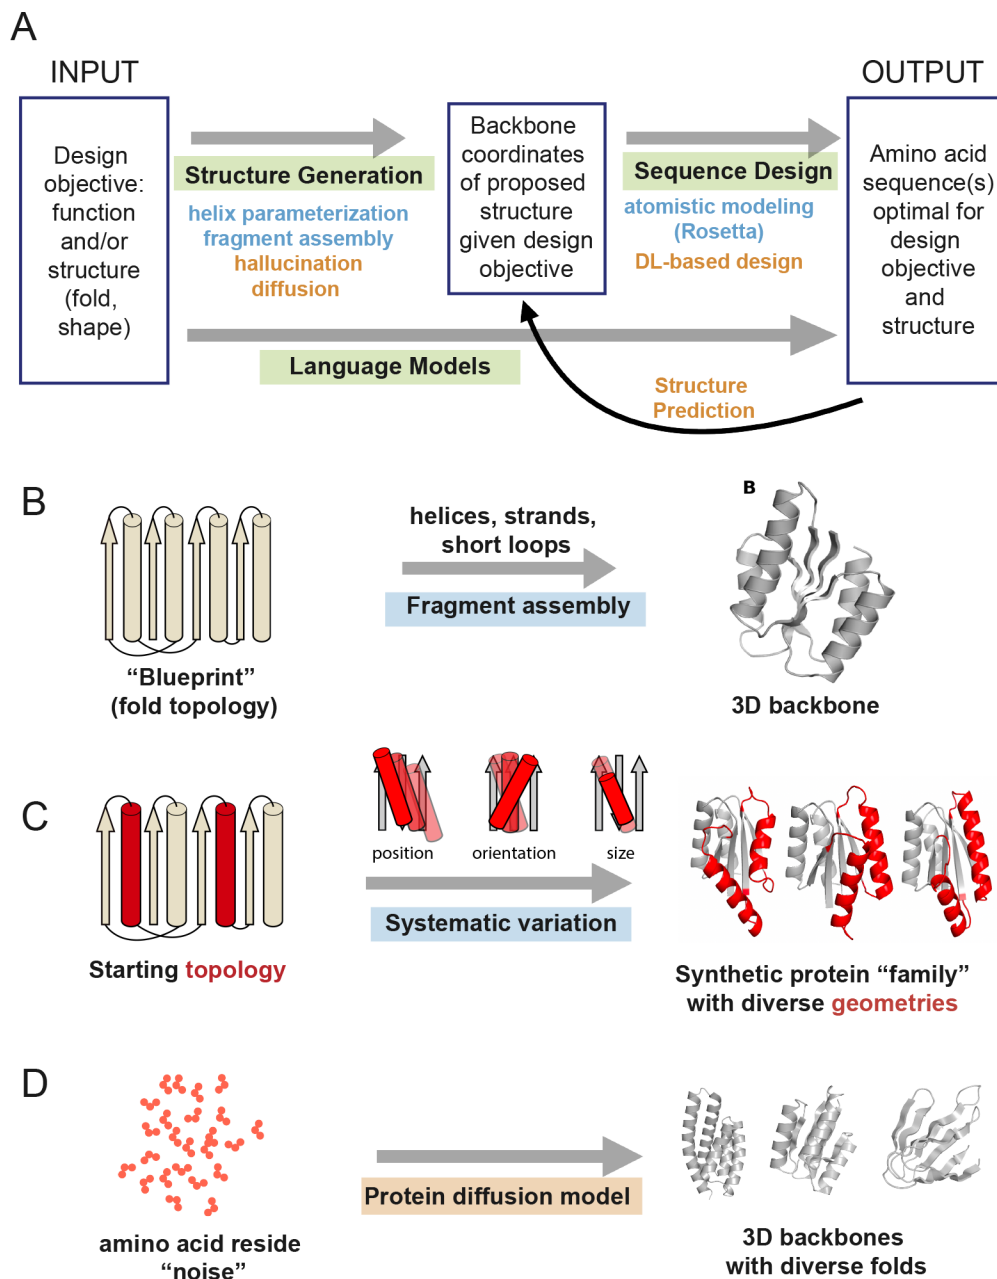 A
INPUT
OUTPUT
Design
objective:
function
and/or
structure
(fold,
shape)
Structure Generation
helix parameterization
fragment assembly
hallucination
diffusion
Backbone
coordinates
of proposed
structure
given design
objective
Sequence Design
atomistic modeling
(Rosetta)
DL-based design
Amino acid
sequence(s)
optimal for
design
objective
and
structure
Language Models
Structure
Prediction
B
“Blueprint”
(fold topology)
helices, strands,
short loops
Fragment assembly
B
3D backbone
C
Starting topology
position
orientation
size
Systematic variation
Synthetic protein “family”
with diverse geometries
D
amino acid reside
“noise”
Protein diffusion model
3D backbones
with diverse folds